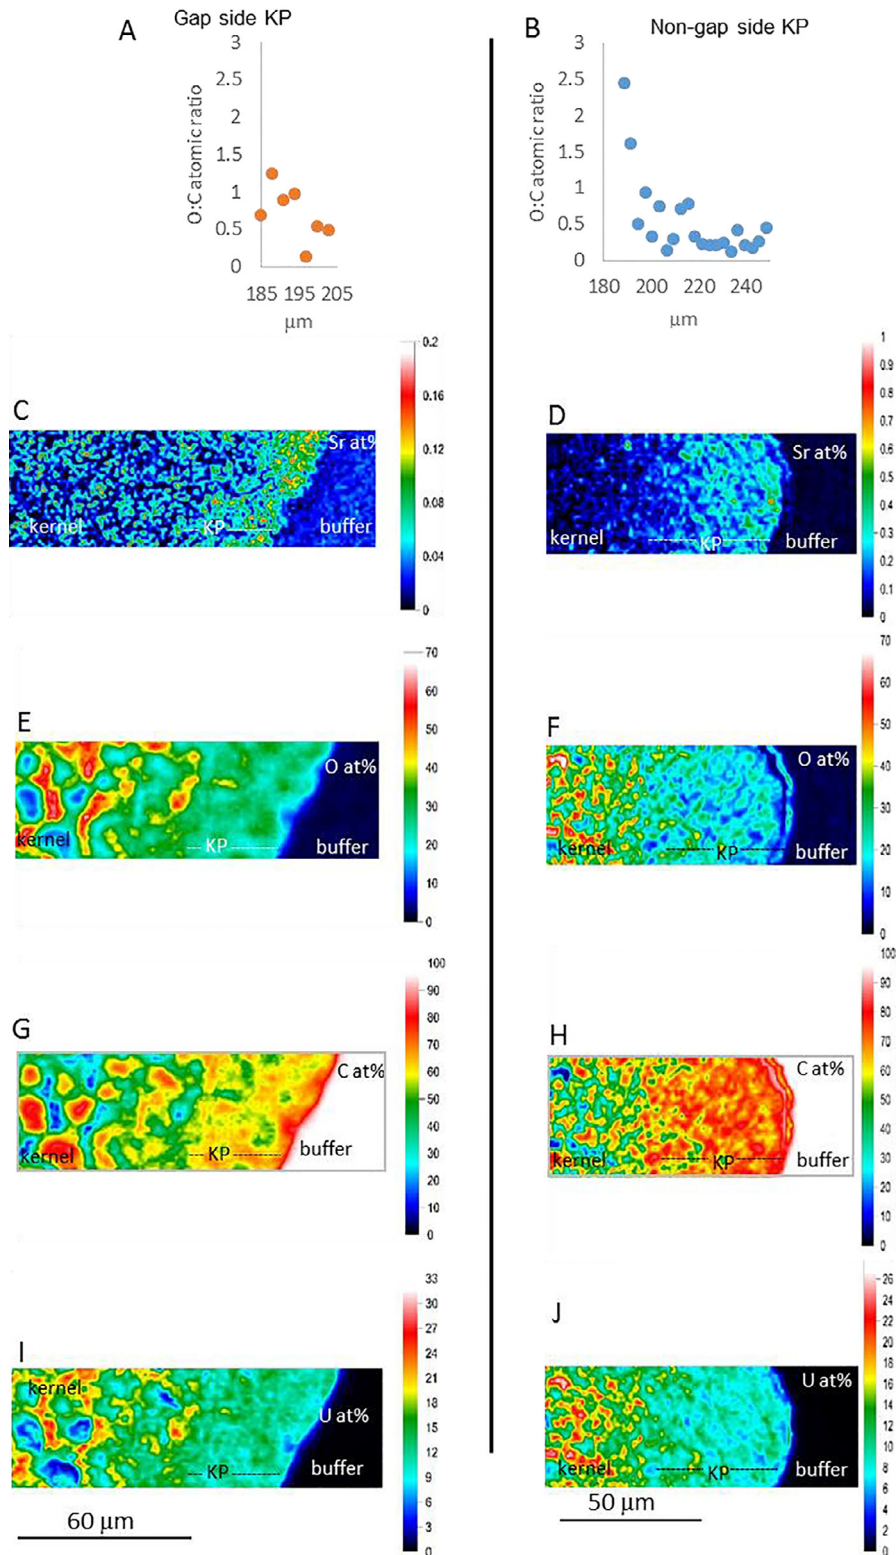 A
Gap side KP
3
2.5
2
1.5
1
0.5
0
O:C atomic ratio
185 195 205
µm
B
Non-gap side KP
3
2.5
2
1.5
1
0.5
0
O:C atomic ratio
180 200 220 240
µm
C
Sr at%
kernel
KP
buffer
0.2
0.16
0.12
0.08
0.04
0
D
Sr at%
kernel
KP
buffer
1
0.9
0.8
0.7
0.6
0.5
0.4
0.3
0.2
0.1
0
E
O at%
kernel
KP
buffer
70
60
50
40
30
20
10
0
F
O at%
kernel
KP
buffer
70
60
50
40
30
20
10
0
G
C at%
kernel
KP
buffer
100
90
80
70
60
50
40
30
20
10
0
H
C at%
kernel
KP
buffer
100
90
80
70
60
50
40
30
20
10
0
I
kernel
U at%
KP
buffer
33
30
27
24
21
18
15
12
9
6
3
0
60 µm
J
U at%
kernel
KP
buffer
26
24
22
20
18
16
14
12
10
8
6
4
2
0
50 µm